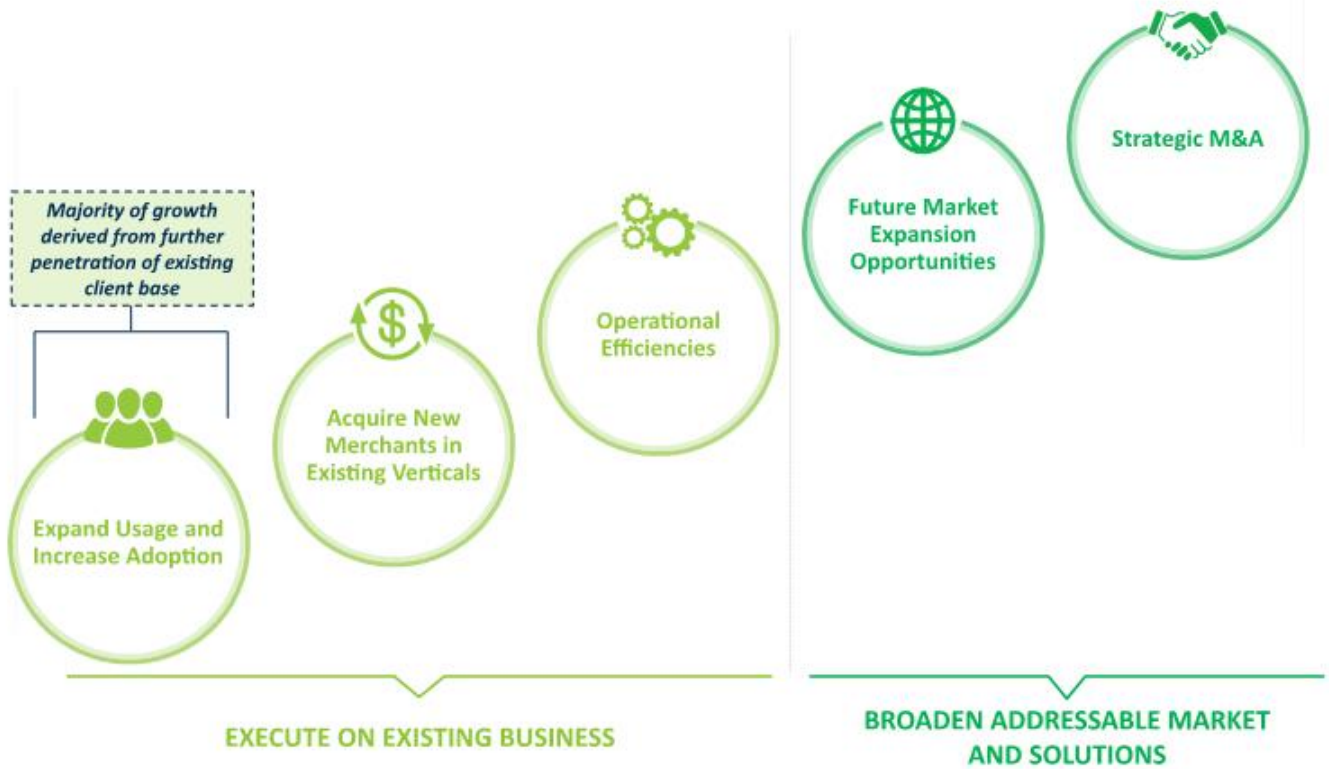 Majority of growth
derived from further
penetration of existing
client base
Expand Usage and
Increase Adoption
$
Acquire New
Merchants in
Existing Verticals
Operational
Efficiencies
Future Market
Expansion
Opportunities
Strategic M&A
EXECUTE ON EXISTING BUSINESS
BROADEN ADDRESSABLE MARKET
AND SOLUTIONS